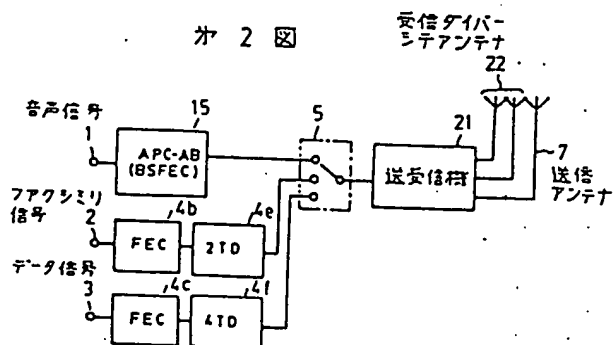 第2図
受信ダイバー
シテアンテナ
22
音声信号
1
15
APC-AB
(BSFEC)
5
21
送受信機
7
送信
アンテナ
ファクシミリ
信号
2
4b
FEC
4e
2TD
データ信号
3
4c
FEC
4f
4TD